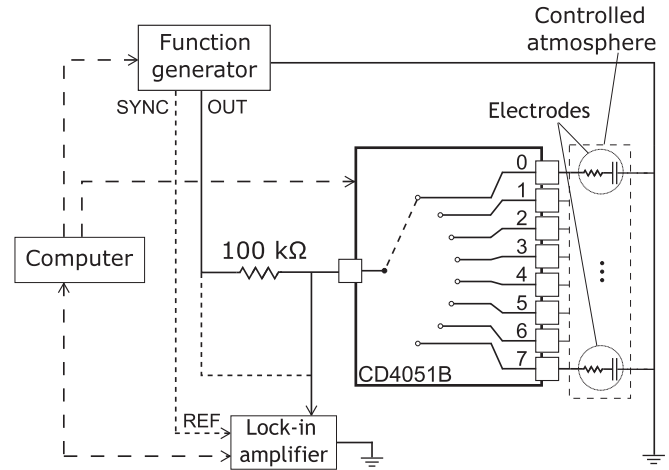 Controlled
atmosphere
Function
generator
SYNC
OUT
Electrodes
0
1
2
3
4
5
6
7
100 kΩ
Computer
CD4051B
REF
Lock-in
amplifier